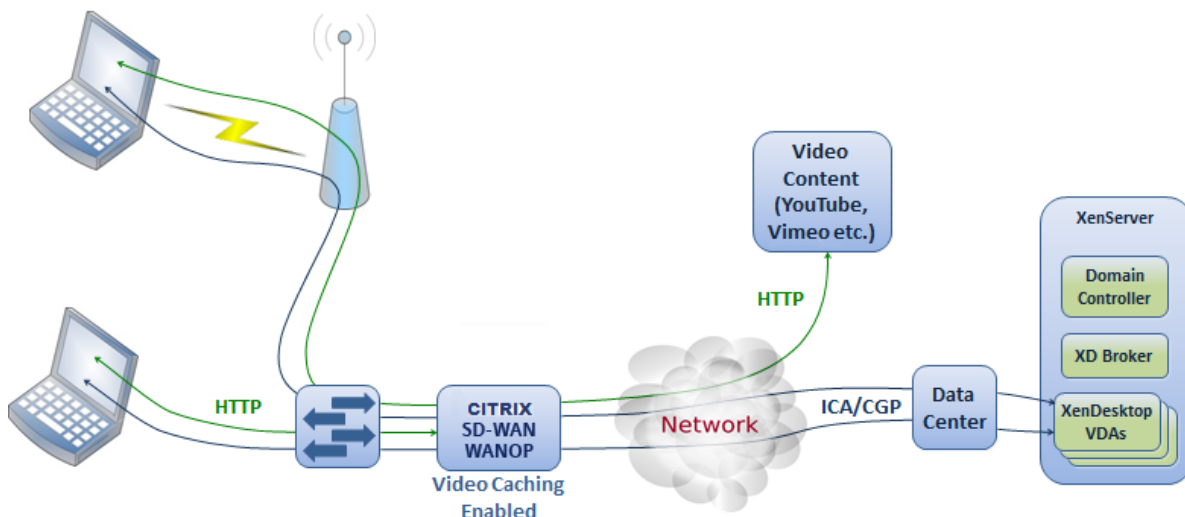 Video
Content
(YouTube,
Vimeo etc.)
XenServer
Domain
Controller
HTTP
XD Broker
HTTP
CITRIX
SD-WAN
WANOP
Network
ICA/CGP
Data
Center
XenDesktop
VDAs
Video Caching
Enabled